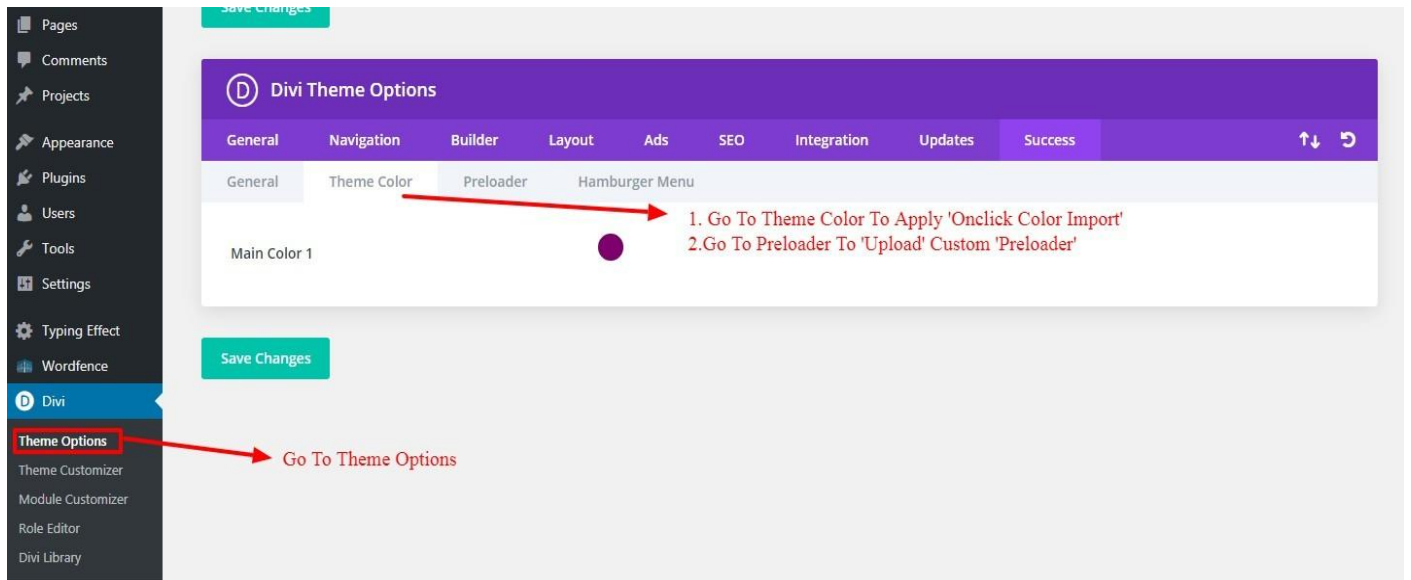 Pages
Comments
Projects
Appearance
Plugins
Users
Tools
Settings
Typing Effect
Wordfence
Divi
Theme Options
Theme Customizer
Module Customizer
Role Editor
Divi Library
Save Changes
D Divi Theme Options
General Navigation Builder Layout Ads SEO Integration Updates Success
General Theme Color Preloader Hamburger Menu
1. Go To Theme Color To Apply 'Onclick Color Import'
2.Go To Preloader To 'Upload' Custom 'Preloader'
Main Color 1
Save Changes
Go To Theme Options